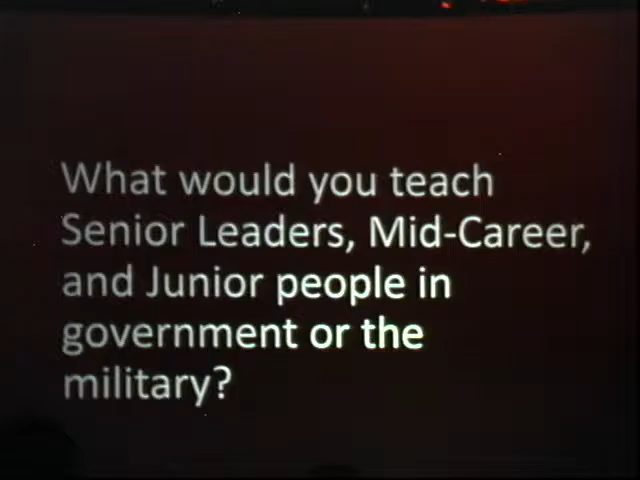 What would you teach
Senior Leaders, Mid-Career,
and Junior people in
government or the
military?